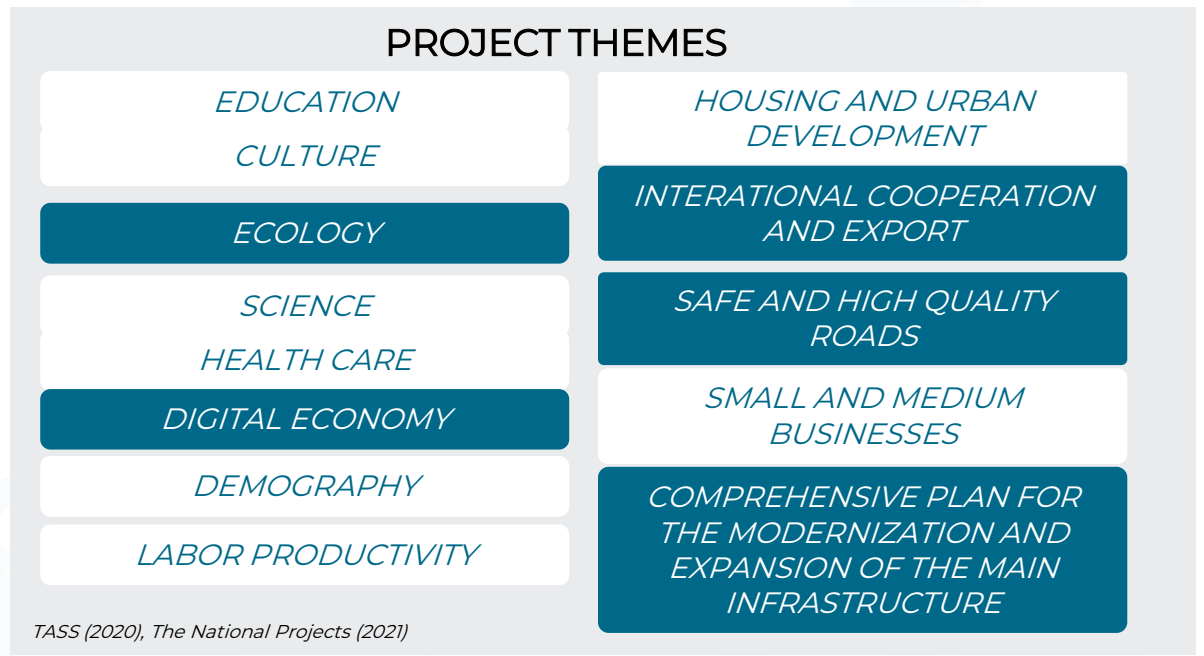 PROJECT THEMES
EDUCATION
CULTURE
ECOLOGY
SCIENCE
HEALTH CARE
DIGITAL ECONOMY
DEMOGRAPHY
LABOR PRODUCTIVITY
HOUSING AND URBAN
DEVELOPMENT
INTERATIONAL COOPERATION
AND EXPORT
SAFE AND HIGH QUALITY
ROADS
SMALL AND MEDIUM
BUSINESSES
COMPREHENSIVE PLAN FOR
THE MODERNIZATION AND
EXPANSION OF THE MAIN
INFRASTRUCTURE
TASS (2020), The National Projects (2021)